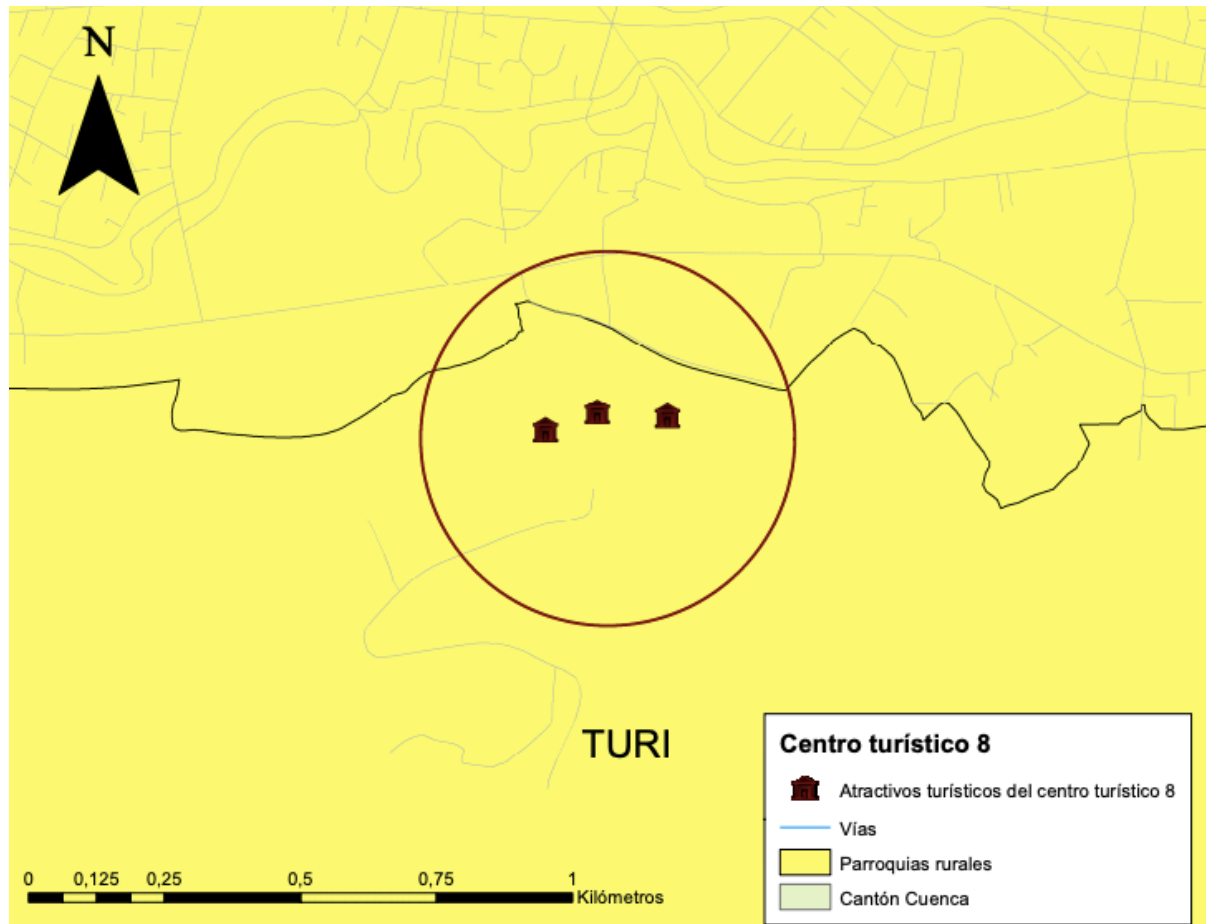 N
TURI
Centro turístico 8
Atractivos turísticos del centro turístico 8
Vías
Parroquias rurales
Cantón Cuenca
0 0,125 0,25 0,5 0,75 1
Kilómetros